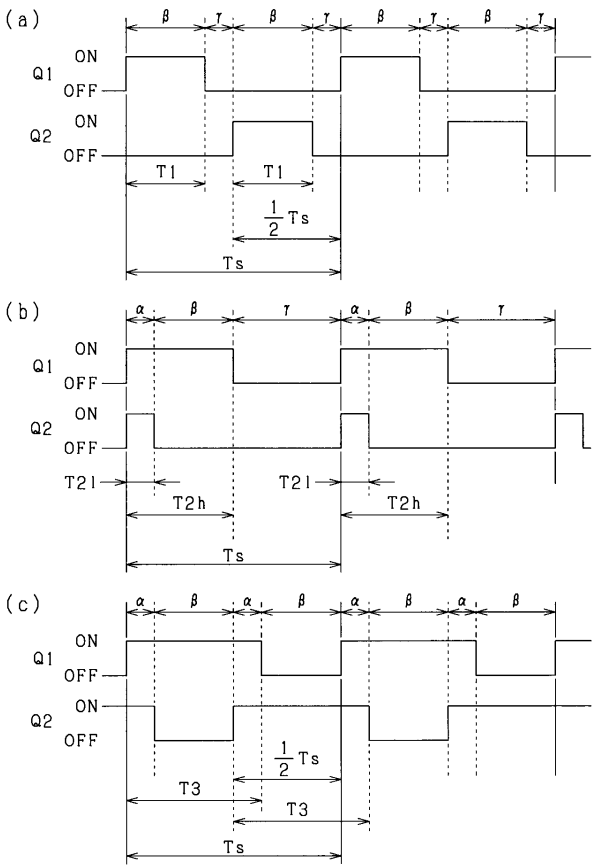 (a) β γ β γ β γ β γ
Q1 ON
OFF
Q2 ON
OFF
T1 T1
1/2 Ts
Ts
(b) α β γ α β γ
Q1 ON
OFF
Q2 ON
OFF
T2l T2l
T2h T2h
Ts
(c) α β α β α β α β
Q1 ON
OFF
Q2 ON
OFF
1/2 Ts
T3
T3
Ts